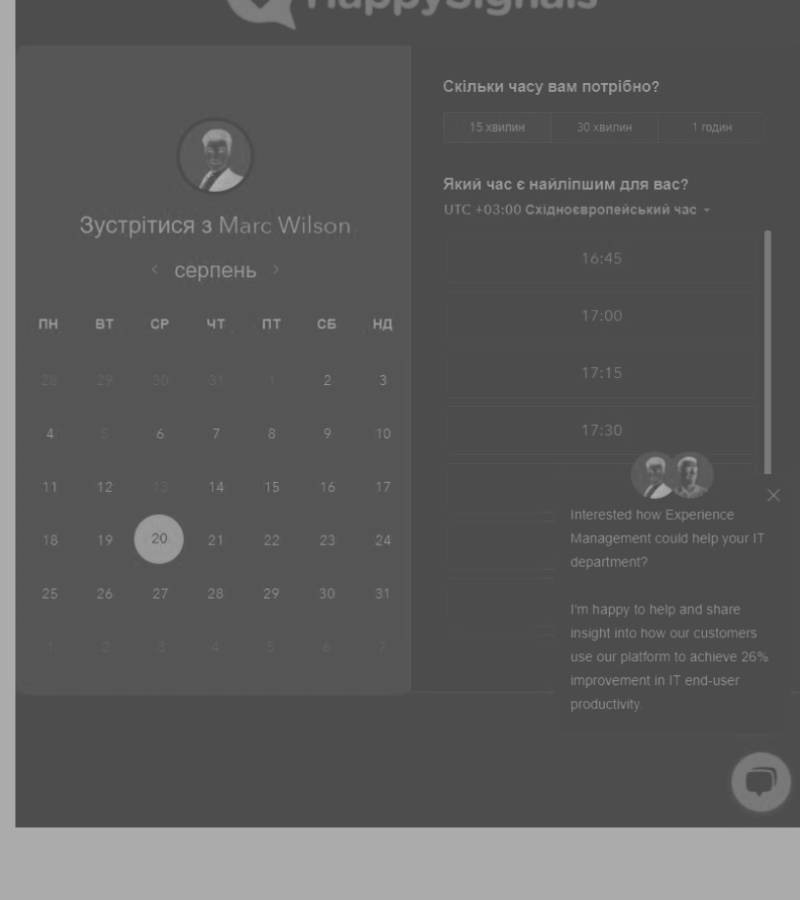 HappySignals
Зустрітися з Marc Wilson
серпень
ПН ВТ СР ЧТ ПТ СБ НД
28 29 30 31 1 2 3
4 5 6 7 8 9 10
11 12 13 14 15 16 17
18 19 20 21 22 23 24
25 26 27 28 29 30 31
1 2 3 4 5 6 7
Скільки часу вам потрібно?
15 хвилин 30 хвилин 1 годин
Який час є найліпшим для вас?
UTC +03:00 Східноєвропейський час
16:45
17:00
17:15
17:30
Interested how Experience
Management could help your IT
department?
I'm happy to help and share
insight into how our customers
use our platform to achieve 26%
improvement in IT end-user
productivity.